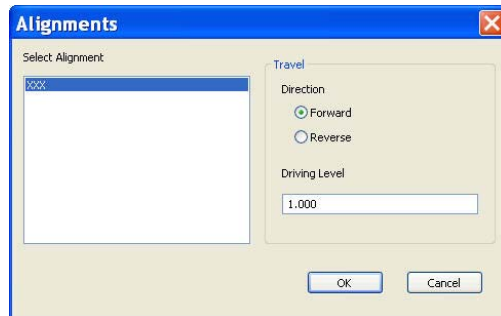 Alignments
Select Alignment
XXX
Travel
Direction
Forward
Reverse
Driving Level
1.000
OK
Cancel